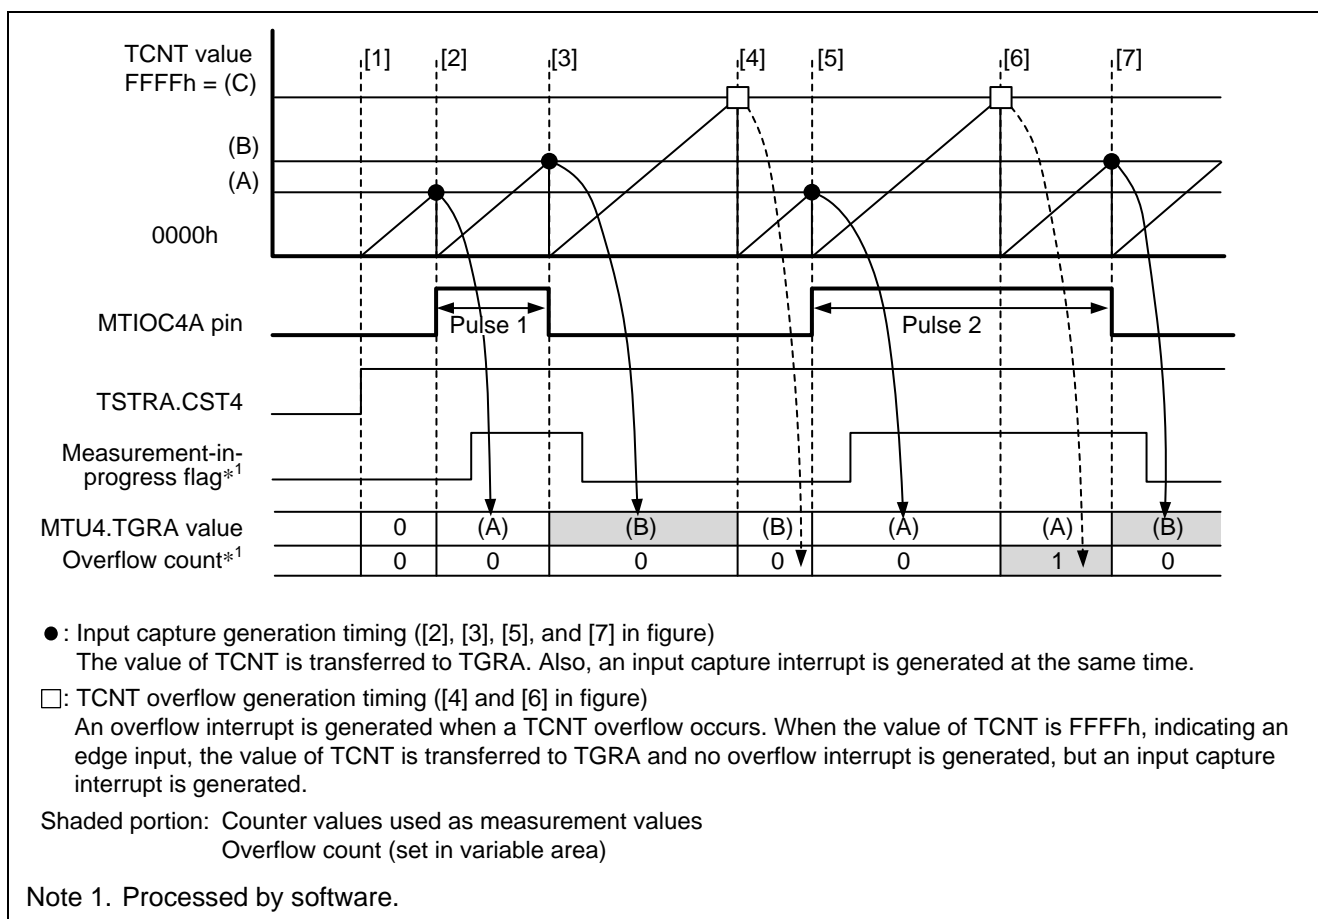 TCNT value
FFFFh = (C)
[1] [2] [3] [4] [5] [6] [7]
(B)
(A)
0000h
MTIOC4A pin
Pulse 1
Pulse 2
TSTRA.CST4
Measurement-in-
progress flag*1
MTU4.TGRA value 0 (A) (B) (B) (A) (A) (B)
Overflow count*1 0 0 0 0 0 1 0
●: Input capture generation timing ([2], [3], [5], and [7] in figure)
The value of TCNT is transferred to TGRA. Also, an input capture interrupt is generated at the same time.
□: TCNT overflow generation timing ([4] and [6] in figure)
An overflow interrupt is generated when a TCNT overflow occurs. When the value of TCNT is FFFFh, indicating an
edge input, the value of TCNT is transferred to TGRA and no overflow interrupt is generated, but an input capture
interrupt is generated.
Shaded portion: Counter values used as measurement values
Overflow count (set in variable area)
Note 1. Processed by software.